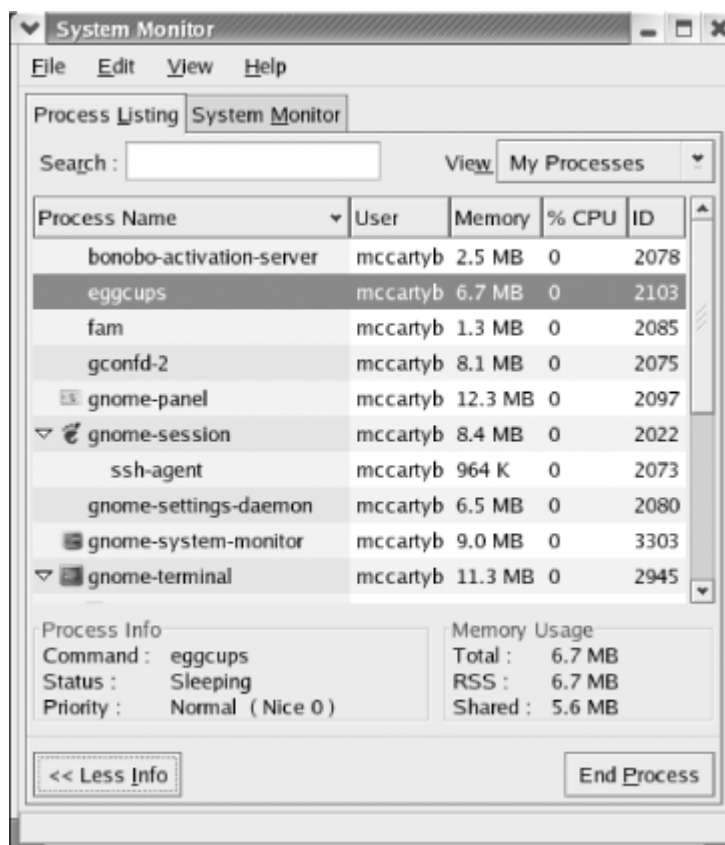 System Monitor
File Edit View Help
Process Listing System Monitor
Search : View My Processes
Process Name User Memory % CPU ID
bonobo-activation-server mccartyb 2.5 MB 0 2078
eggcups mccartyb 6.7 MB 0 2103
fam mccartyb 1.3 MB 0 2085
gconfd-2 mccartyb 8.1 MB 0 2075
gnome-panel mccartyb 12.3 MB 0 2097
gnome-session mccartyb 8.4 MB 0 2022
ssh-agent mccartyb 964 K 0 2073
gnome-settings-daemon mccartyb 6.5 MB 0 2080
gnome-system-monitor mccartyb 9.0 MB 0 3303
gnome-terminal mccartyb 11.3 MB 0 2945
Process Info Memory Usage
Command : eggcups Total : 6.7 MB
Status : Sleeping RSS : 6.7 MB
Priority : Normal ( Nice 0 ) Shared : 5.6 MB
<< Less Info End Process